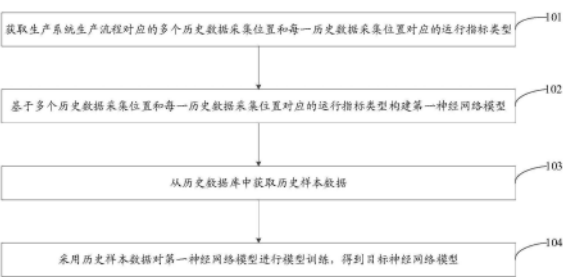 获取生产系统生产流程对应的多个历史数据采集位置和每一历史数据采集位置对应的运行指标类型
101
基于多个历史数据采集位置和每一历史数据采集位置对应的运行指标类型构建第一神经网络模型
102
从历史数据库中获取历史样本数据
103
采用历史样本数据对第一神经网络模型进行模型训练，得到目标神经网络模型
104